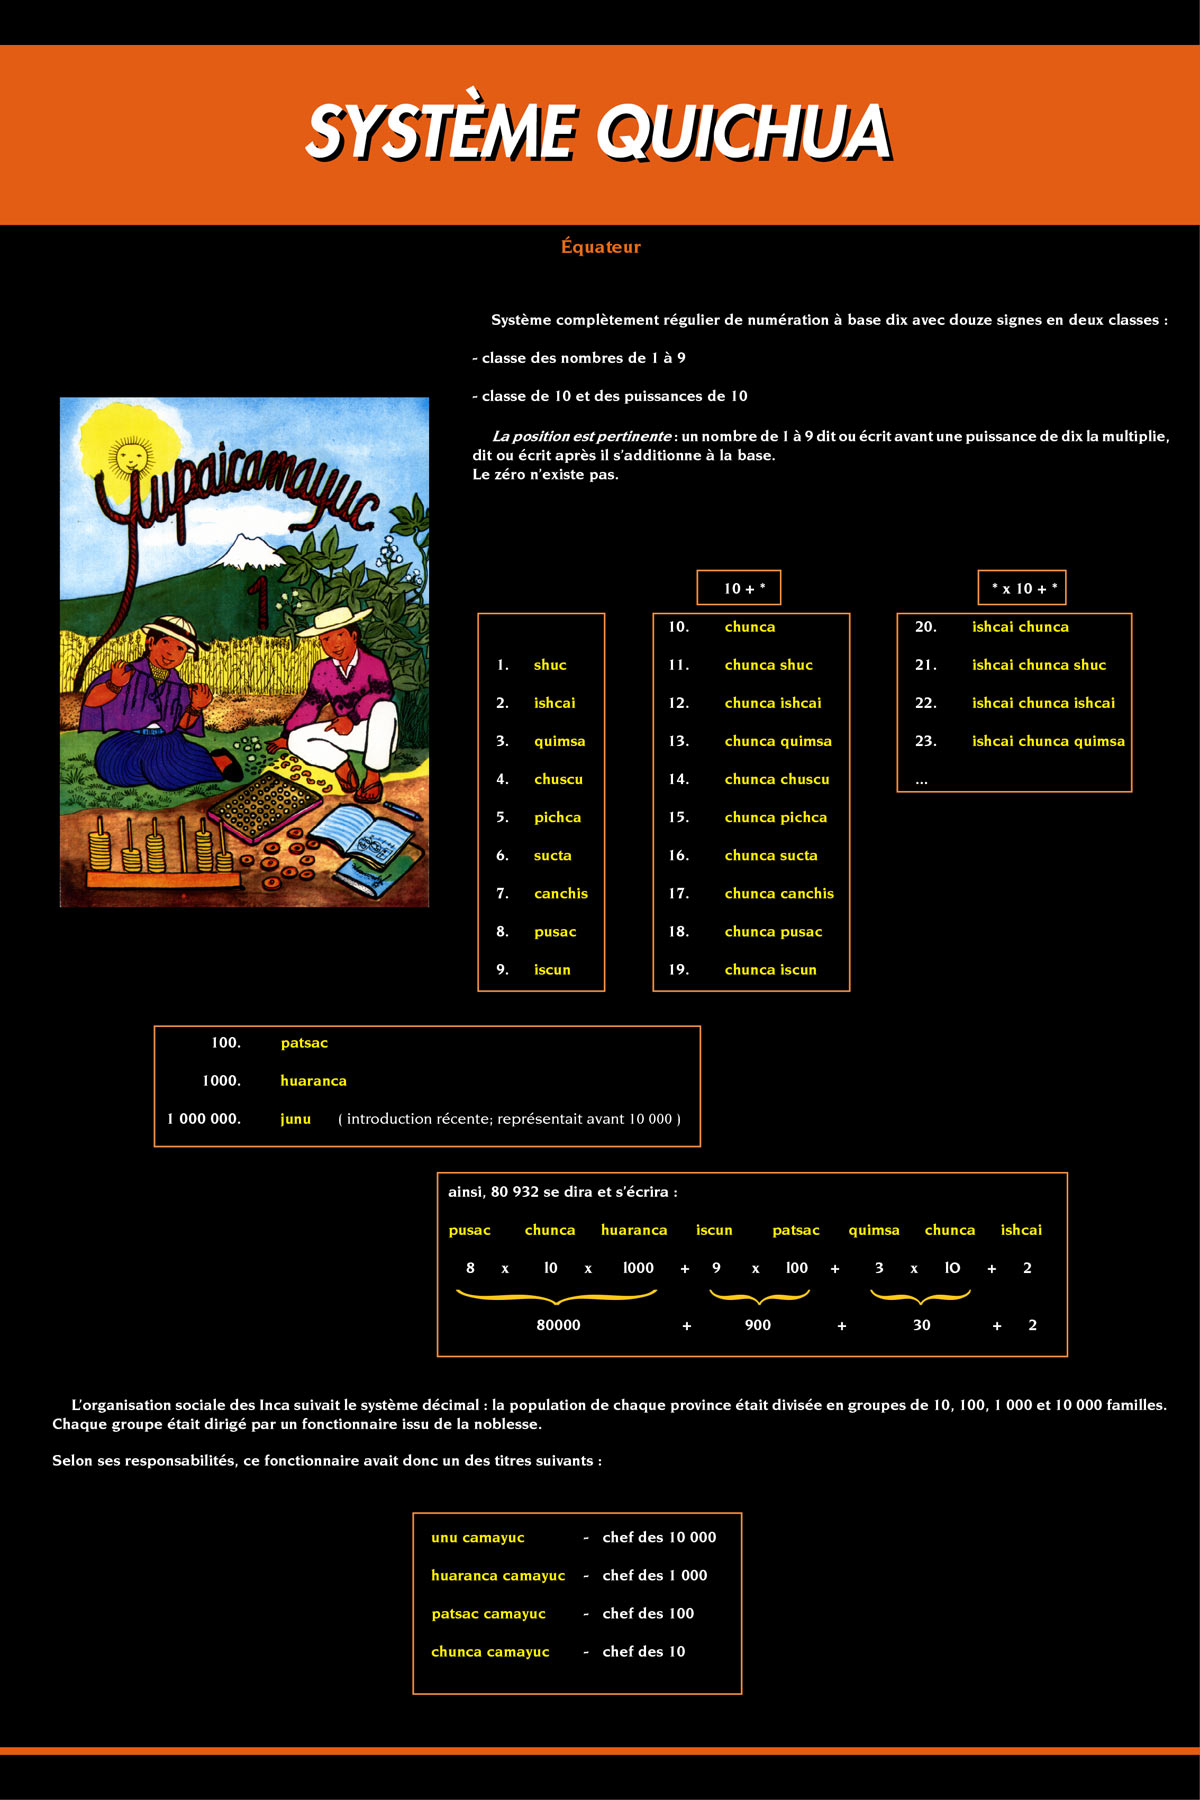 SYSTÈME QUICHUA
Équateur
Système complètement régulier de numération à base dix avec douze signes en deux classes :
- classe des nombres de 1 à 9
- classe de 10 et des puissances de 10
La position est pertinente : un nombre de 1 à 9 dit ou écrit avant une puissance de dix la multiplie,
dit ou écrit après il s'additionne à la base.
Le zéro n'existe pas.
Yupaicamayuc
1
1. shuc
2. ishcai
3. quimsa
4. chuscu
5. pichca
6. sucta
7. canchis
8. pusac
9. iscun
10 + *
10. chunca
11. chunca shuc
12. chunca ishcai
13. chunca quimsa
14. chunca chuscu
15. chunca pichca
16. chunca sucta
17. chunca canchis
18. chunca pusac
19. chunca iscun
* x 10 + *
20. ishcai chunca
21. ishcai chunca shuc
22. ishcai chunca ishcai
23. ishcai chunca quimsa
...
100. patsac
1000. huaranca
1 000 000. junu ( introduction récente; représentait avant 10 000 )
ainsi, 80 932 se dira et s'écrira :
pusac chunca huaranca iscun patsac quimsa chunca ishcai
8 x 10 x 1000 + 9 x 100 + 3 x 10 + 2
80000 + 900 + 30 + 2
L'organisation sociale des Inca suivait le système décimal : la population de chaque province était divisée en groupes de 10, 100, 1 000 et 10 000 familles.
Chaque groupe était dirigé par un fonctionnaire issu de la noblesse.
Selon ses responsabilités, ce fonctionnaire avait donc un des titres suivants :
unu camayuc - chef des 10 000
huaranca camayuc - chef des 1 000
patsac camayuc - chef des 100
chunca camayuc - chef des 10